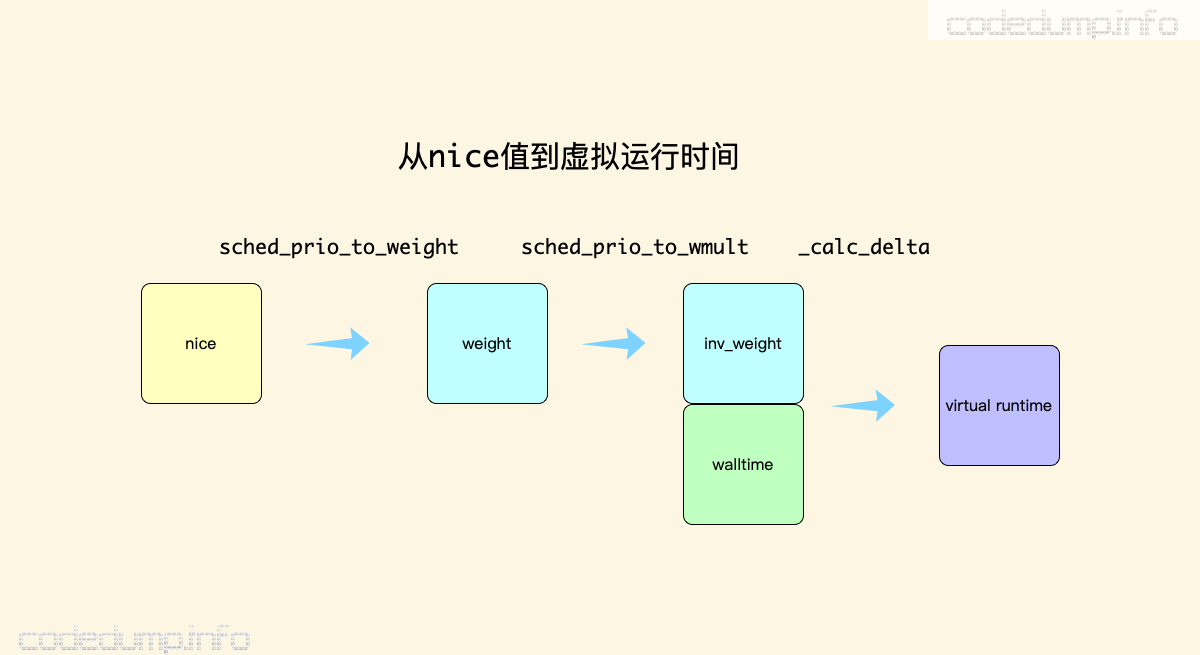 codedump.info
从nice值到虚拟运行时间
sched_prio_to_weight
sched_prio_to_wmult
_calc_delta
nice
weight
inv_weight
virtual runtime
walltime
codedump.info